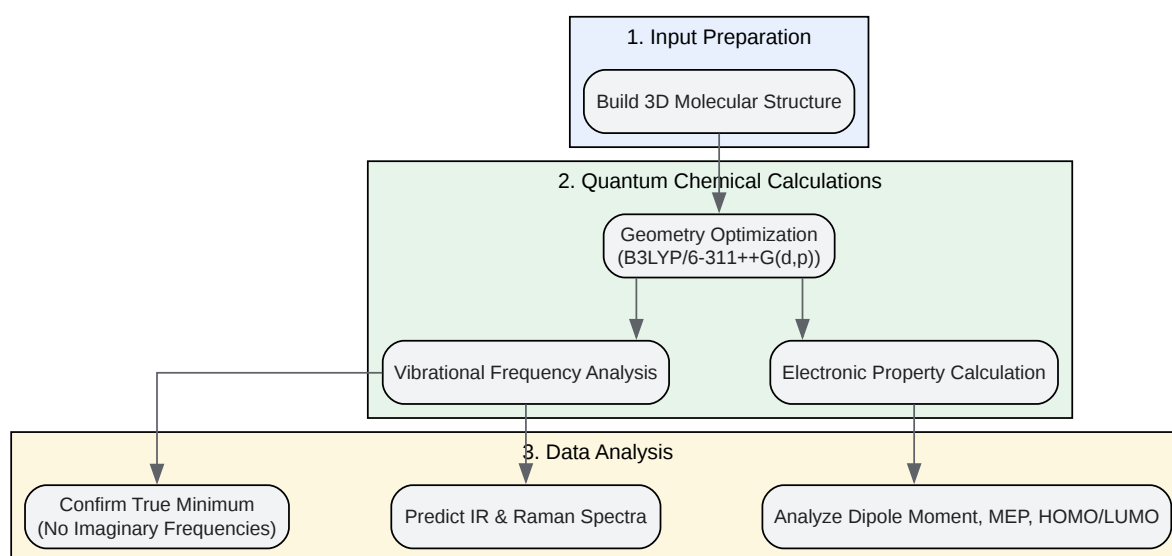 1. Input Preparation
Build 3D Molecular Structure
2. Quantum Chemical Calculations
Geometry Optimization
(B3LYP/6-311++G(d,p))
Vibrational Frequency Analysis
Electronic Property Calculation
3. Data Analysis
Confirm True Minimum
(No Imaginary Frequencies)
Predict IR & Raman Spectra
Analyze Dipole Moment, MEP, HOMO/LUMO